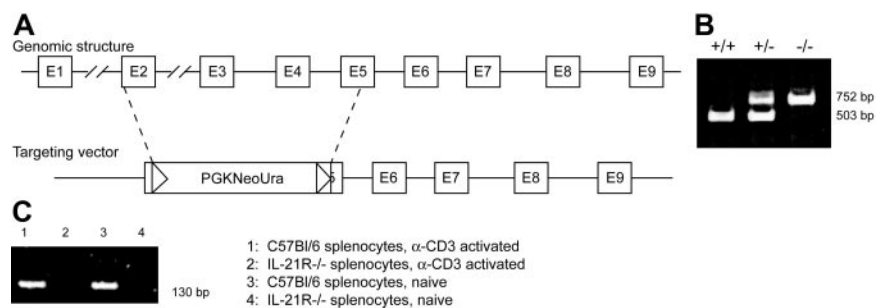 A
Genomic structure
E1 E2 E3 E4 E5 E6 E7 E8 E9
Targeting vector
PGKNeoUra 5 E6 E7 E8 E9
B
+/+ +/- -/-
752 bp
503 bp
C
1 2 3 4
130 bp
1: C57Bl/6 splenocytes, α-CD3 activated
2: IL-21R-/- splenocytes, α-CD3 activated
3: C57Bl/6 splenocytes, naive
4: IL-21R-/- splenocytes, naive